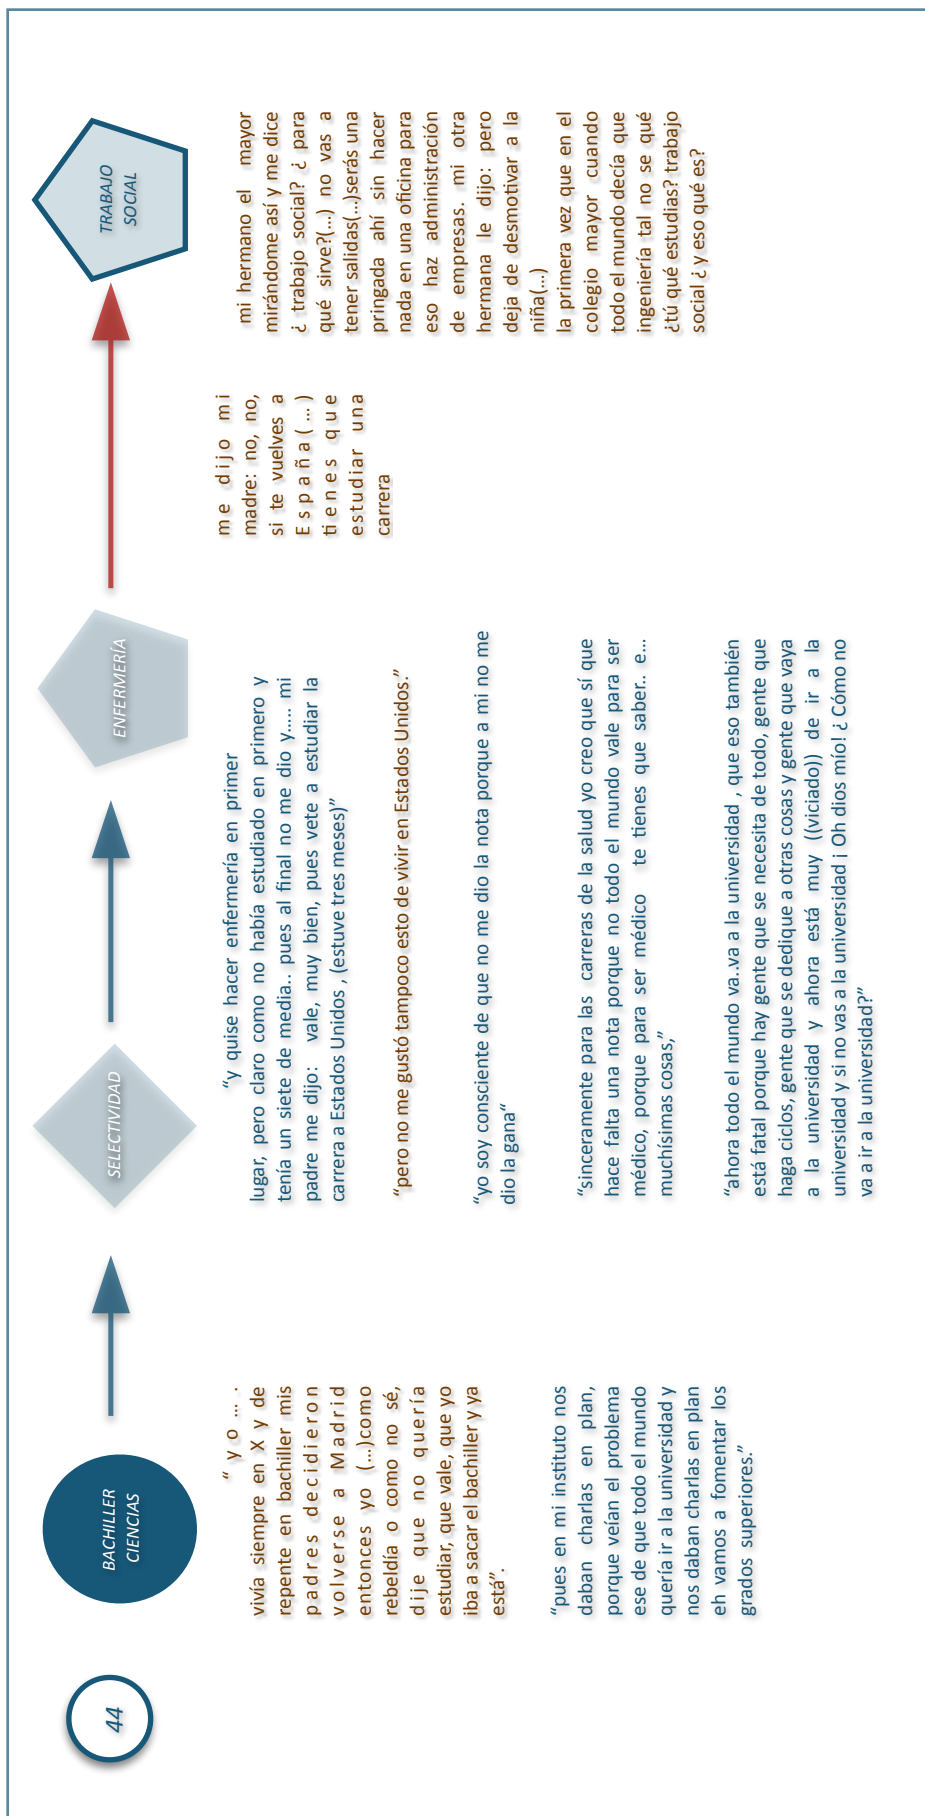 44
BACHILLER
CIENCIAS
SELECTIVIDAD
ENFERMERÍA
TRABAJO
SOCIAL
“ y o ... .
vivía siempre en X y de
repente en bachiller mis
padres decidieron
volverse a Madrid
entonces yo (...)como
rebeldía o como no sé,
dije que no quería
estudiar, que vale, que yo
iba a sacar el bachiller y ya
está”.
“pues en mi instituto nos
daban charlas en plan,
porque veían el problema
ese de que todo el mundo
quería ir a la universidad y
nos daban charlas en plan
eh vamos a fomentar los
grados superiores.”
“y quise hacer enfermería en primer
lugar, pero claro como no había estudiado en primero y
tenía un siete de media.. pues al final no me dio y..... mi
padre me dijo: vale, muy bien, pues vete a estudiar la
carrera a Estados Unidos , (estuve tres meses)”
“pero no me gustó tampoco esto de vivir en Estados Unidos.”
“yo soy consciente de que no me dio la nota porque a mi no me
dio la gana“
“sinceramente para las carreras de la salud yo creo que sí que
hace falta una nota porque no todo el mundo vale para ser
médico, porque para ser médico te tienes que saber.. e...
muchísimas cosas,”
“ahora todo el mundo va..va a la universidad , que eso también
está fatal porque hay gente que se necesita de todo, gente que
haga ciclos, gente que se dedique a otras cosas y gente que vaya
a la universidad y ahora está muy ((viciado)) de ir a la
universidad y si no vas a la universidad ¡ Oh dios mío! ¿ Cómo no
va a ir a la universidad?”
me dijo mi
madre: no, no,
si te vuelves a
España(...)
tienes que
estudiar una
carrera
mi hermano el mayor
mirándome así y me dice
¿ trabajo social? ¿ para
qué sirve?(...) no vas a
tener salidas(...)serás una
pringada ahí sin hacer
nada en una oficina para
eso haz administración
de empresas. mi otra
hermana le dijo: pero
deja de desmotivar a la
niña(...)
la primera vez que en el
colegio mayor cuando
todo el mundo decía que
ingeniería tal no se qué
¿tú qué estudias? trabajo
social ¿ y eso qué es?